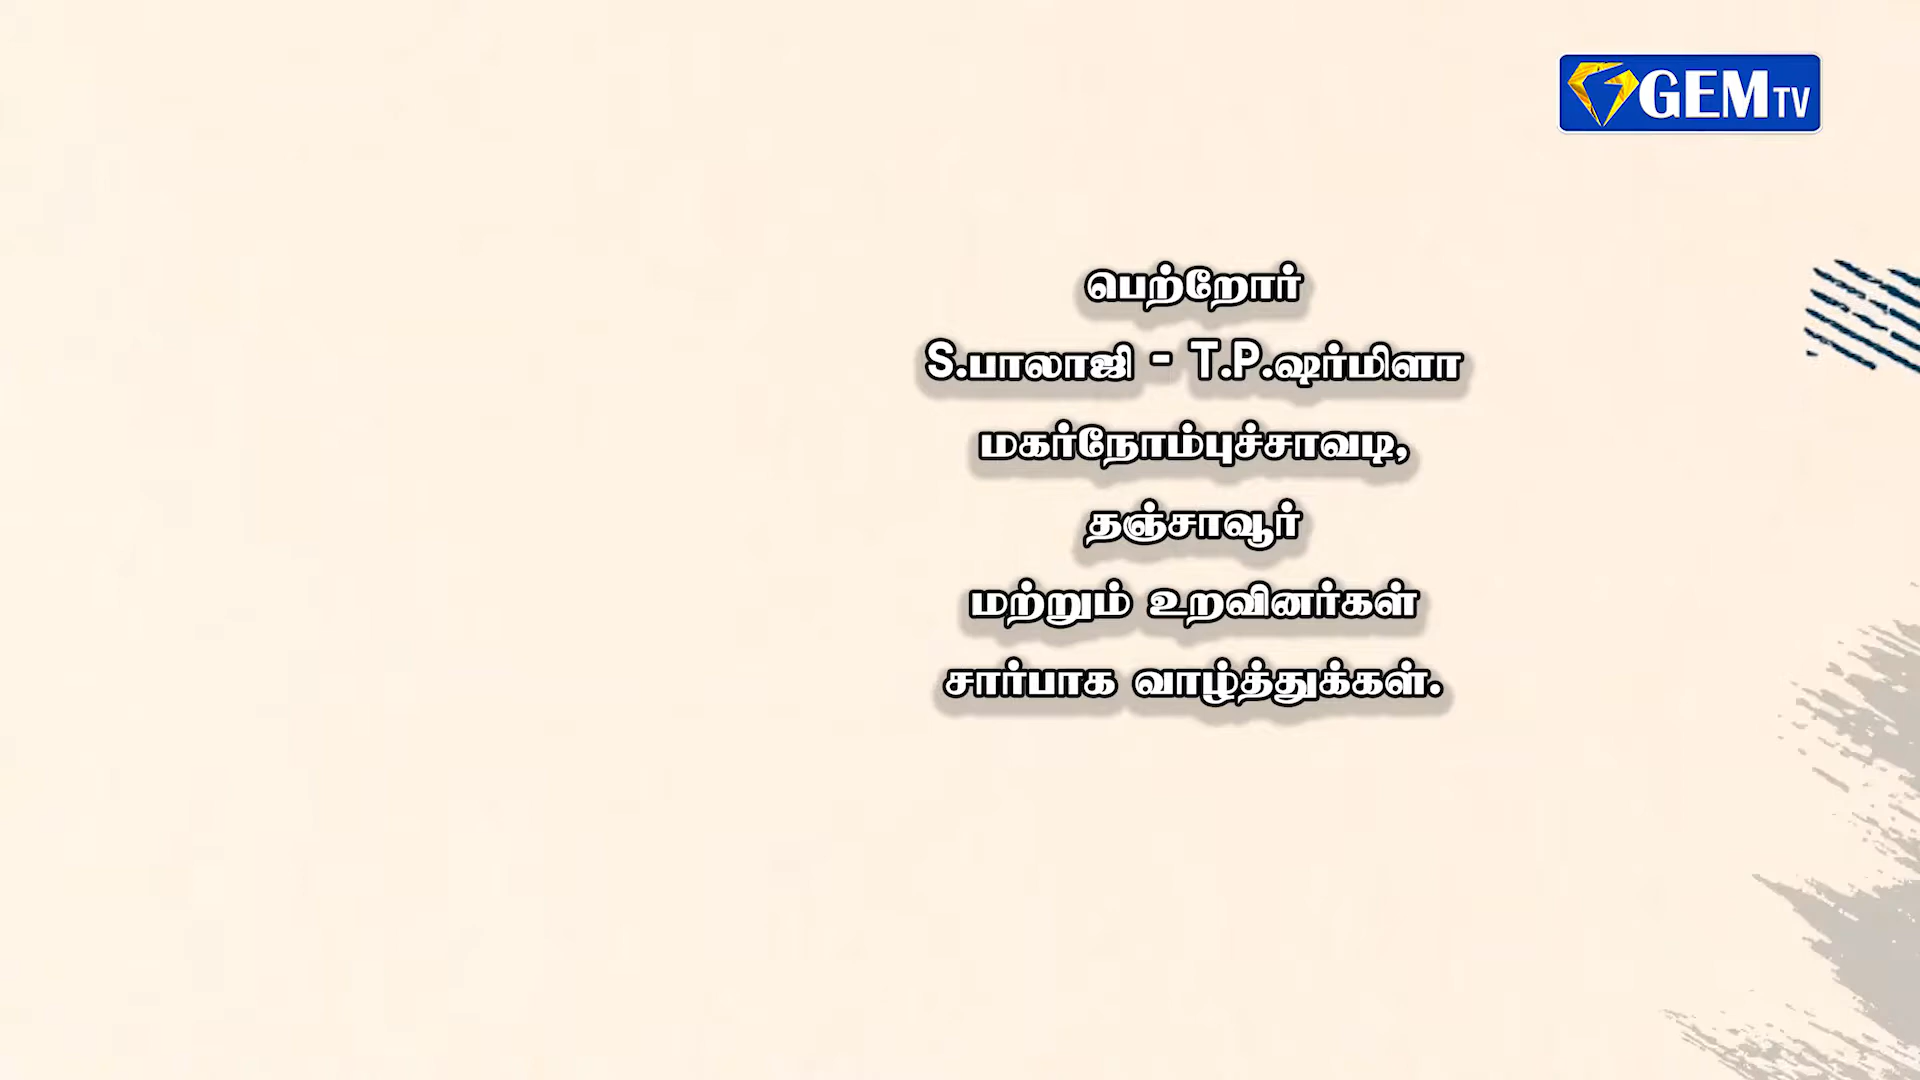 GEM TV
பெற்றோர்
S.பாலாஜி - T.P.ஷர்மிளா
மகர்நோம்புச்சாவடி,
தஞ்சாவூர்
மற்றும் உறவினர்கள்
சார்பாக வாழ்த்துக்கள்.